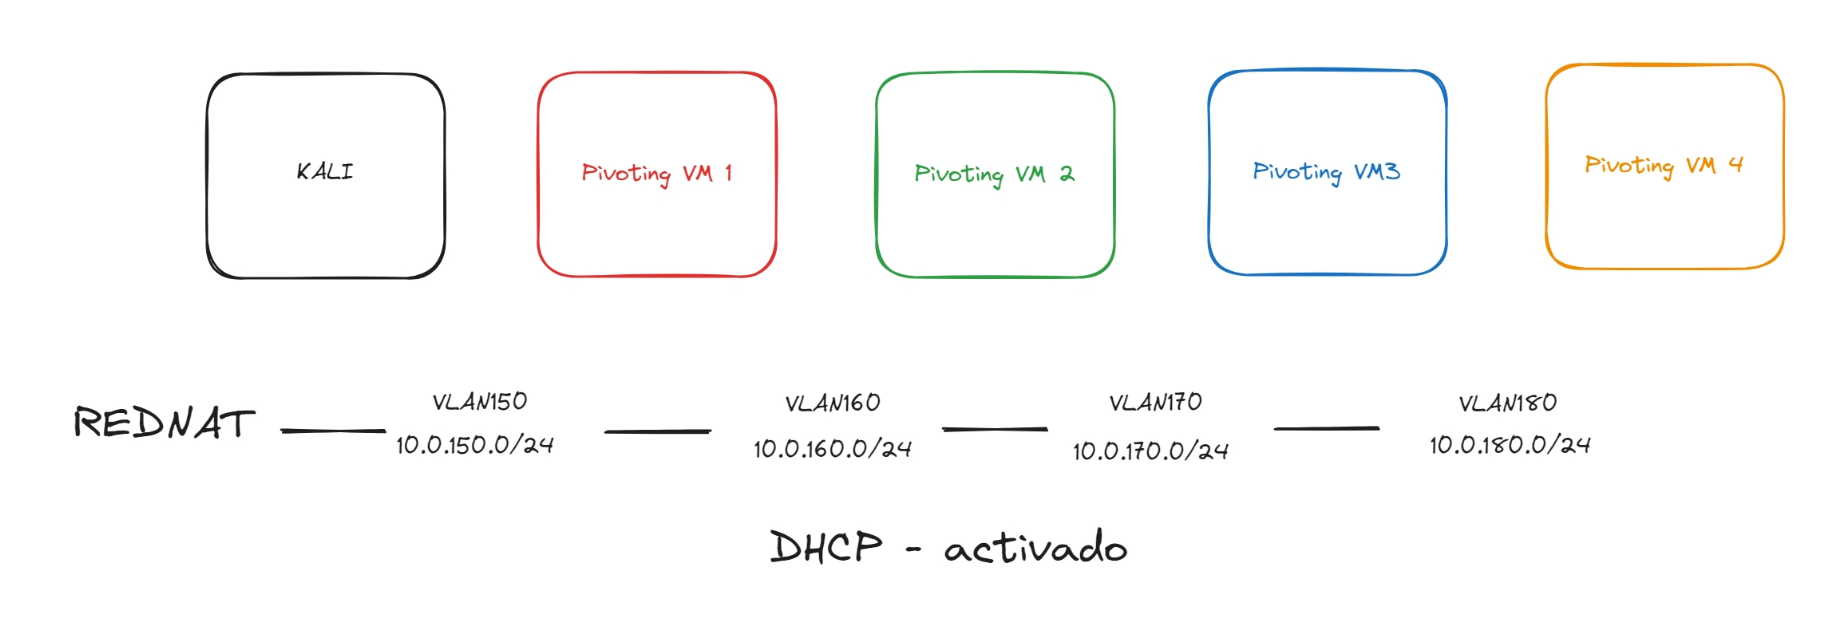 KALI
Pivoting VM 1
Pivoting VM 2
Pivoting VM3
Pivoting VM 4
REDNAT
VLAN150
10.0.150.0/24
VLAN160
10.0.160.0/24
VLAN170
10.0.170.0/24
VLAN180
10.0.180.0/24
DHCP - activado